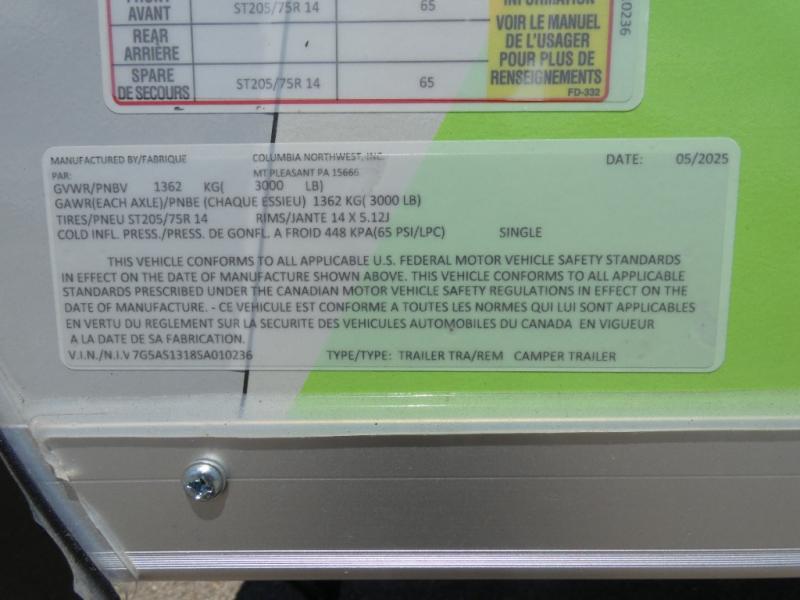 FRONT
AVANT
ST205/75R 14
65
REAR
ARRIÈRE
SPARE
DE SECOURS
ST205/75R 14
65
INFORMATION
VOIR LE MANUEL
DE L'USAGER
POUR PLUS DE
RENSEIGNEMENTS
FD-332
0236
MANUFACTURED BY/FABRIQUE COLUMBIA NORTHWEST, INC. DATE: 05/2025
PAR: MT PLEASANT PA 15666
GVWR/PNBV 1362 KG( 3000 LB)
GAWR(EACH AXLE)/PNBE (CHAQUE ESSIEU) 1362 KG( 3000 LB)
TIRES/PNEU ST205/75R 14 RIMS/JANTE 14 X 5.12J
COLD INFL. PRESS./PRESS. DE GONFL. A FROID 448 KPA(65 PSI/LPC) SINGLE
THIS VEHICLE CONFORMS TO ALL APPLICABLE U.S. FEDERAL MOTOR VEHICLE SAFETY STANDARDS
IN EFFECT ON THE DATE OF MANUFACTURE SHOWN ABOVE. THIS VEHICLE CONFORMS TO ALL APPLICABLE
STANDARDS PRESCRIBED UNDER THE CANADIAN MOTOR VEHICLE SAFETY REGULATIONS IN EFFECT ON THE
DATE OF MANUFACTURE. - CE VEHICULE EST CONFORME A TOUTES LES NORMES QUI LUI SONT APPLICABLES
EN VERTU DU REGLEMENT SUR LA SECURITE DES VEHICULES AUTOMOBILES DU CANADA EN VIGUEUR
A LA DATE DE SA FABRICATION.
V.I.N./N.I.V 7G5AS1318SA010236 TYPE/TYPE: TRAILER TRA/REM CAMPER TRAILER